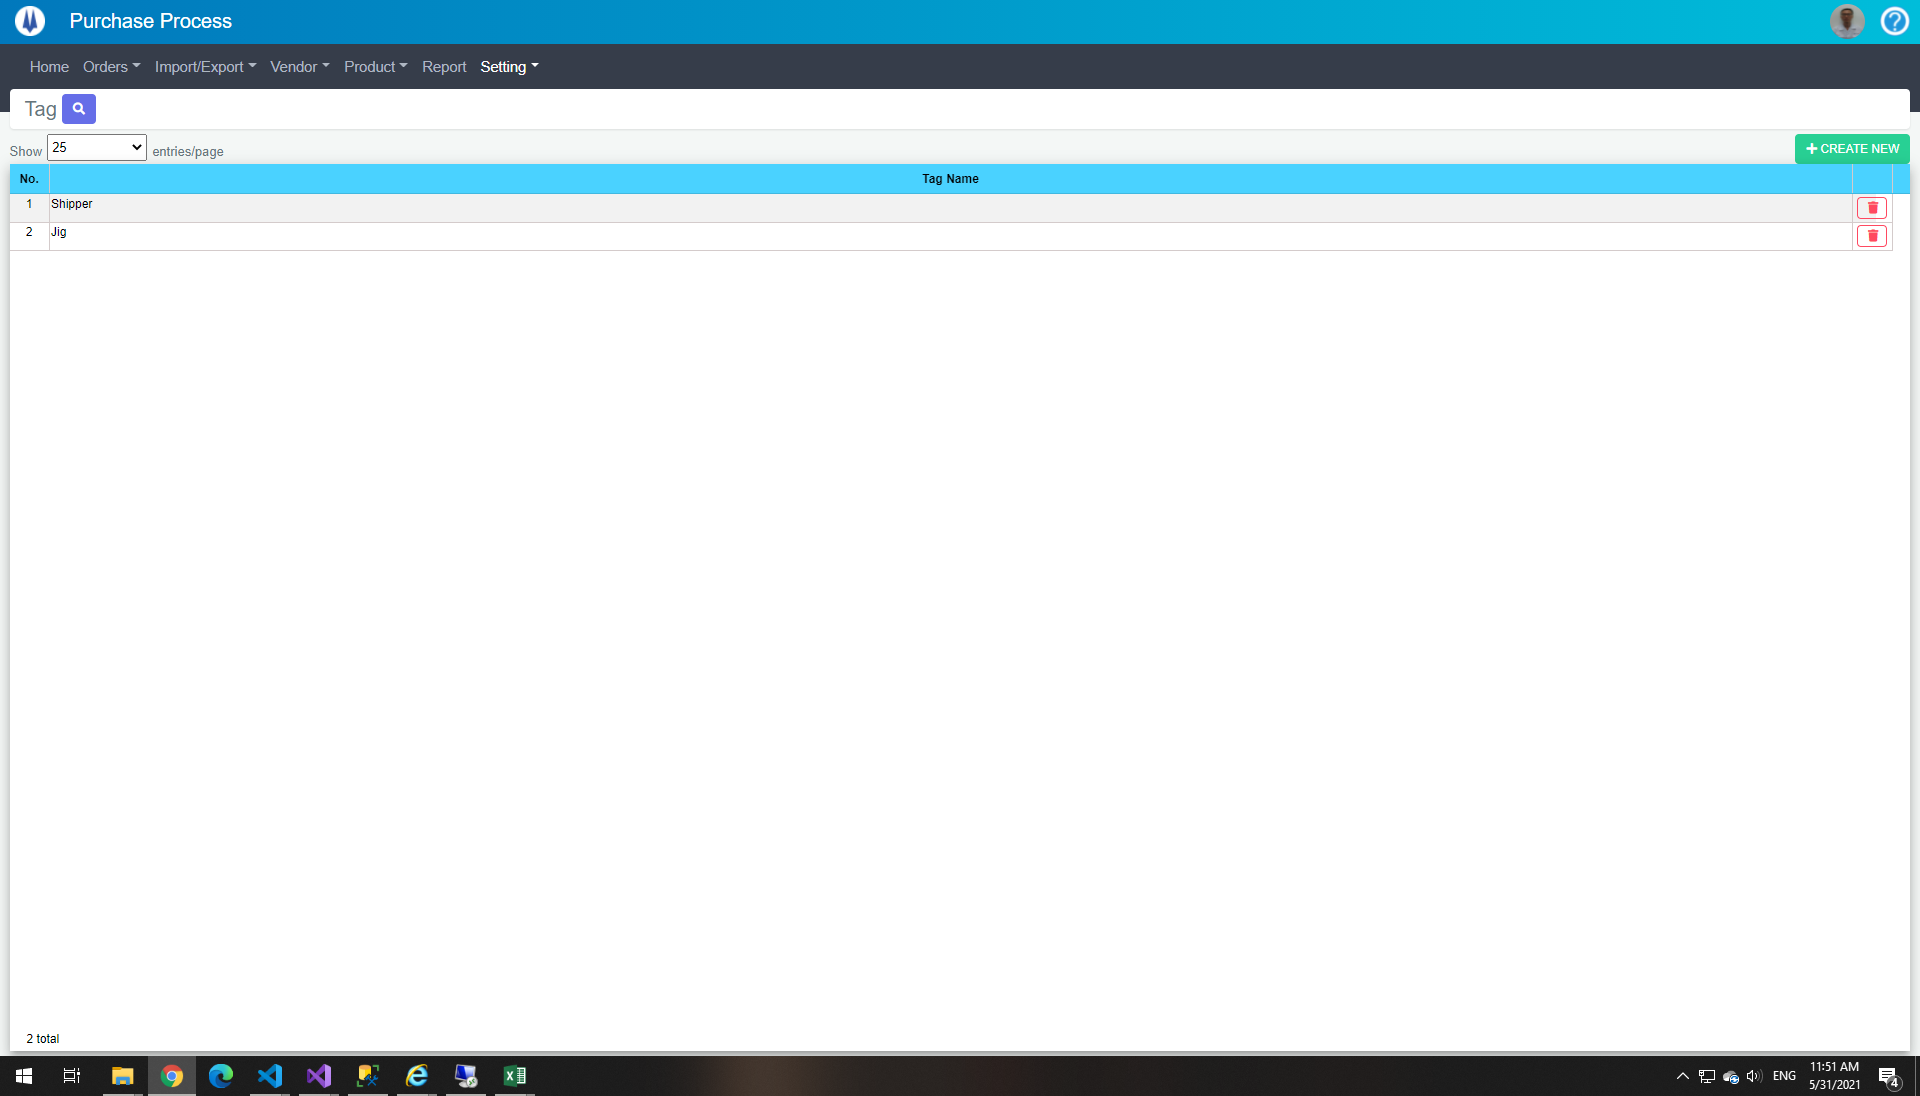 Purchase Process
Home Orders Import/Export Vendor Product Report Setting
Tag
Show 25 entries/page
CREATE NEW
No. Tag Name
1 Shipper
2 Jig
2 total
ENG
11:51 AM
5/31/2021
4